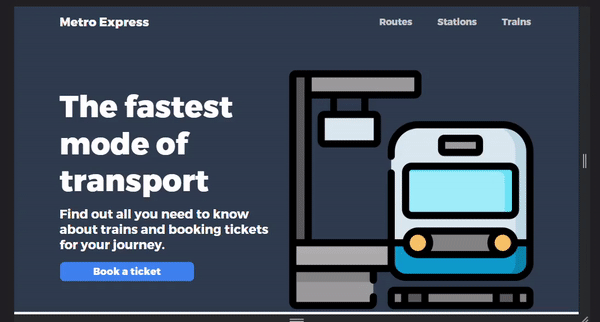 Metro Express
Routes Stations Trains
The fastest
mode of
transport
Find out all you need to know
about trains and booking tickets
for your journey.
Book a ticket